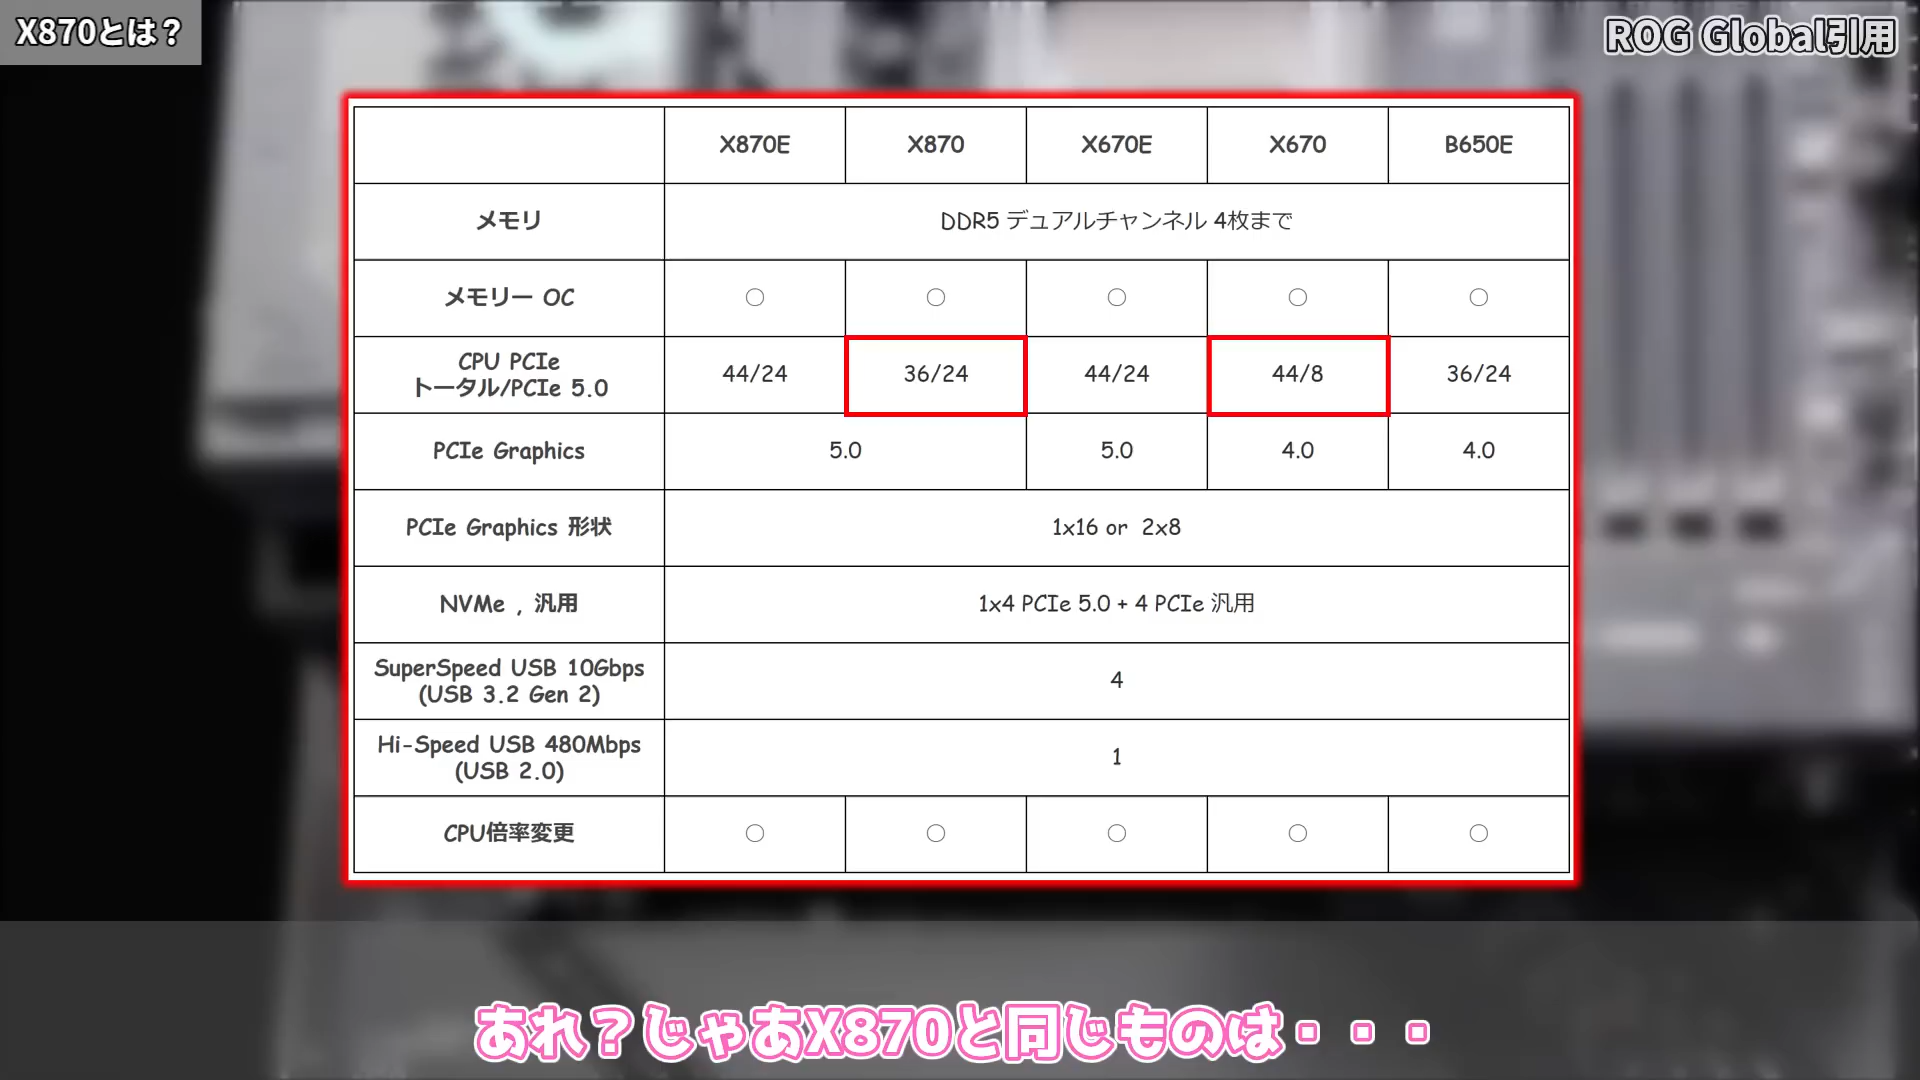 X870とは？
ROG Global引用
X870E X870 X670E X670 B650E
メモリ DDR5 デュアルチャンネル 4枚まで
メモリー OC ○ ○ ○ ○ ○
CPU PCIe
トータル/PCIe 5.0 44/24 36/24 44/24 44/8 36/24
PCIe Graphics 5.0 5.0 4.0 4.0
PCIe Graphics 形状 1x16 or 2x8
NVMe , 汎用 1x4 PCIe 5.0 + 4 PCIe 汎用
SuperSpeed USB 10Gbps
(USB 3.2 Gen 2) 4
Hi-Speed USB 480Mbps
(USB 2.0) 1
CPU倍率変更 ○ ○ ○ ○ ○
あれ？じゃあX870と同じものは・・・